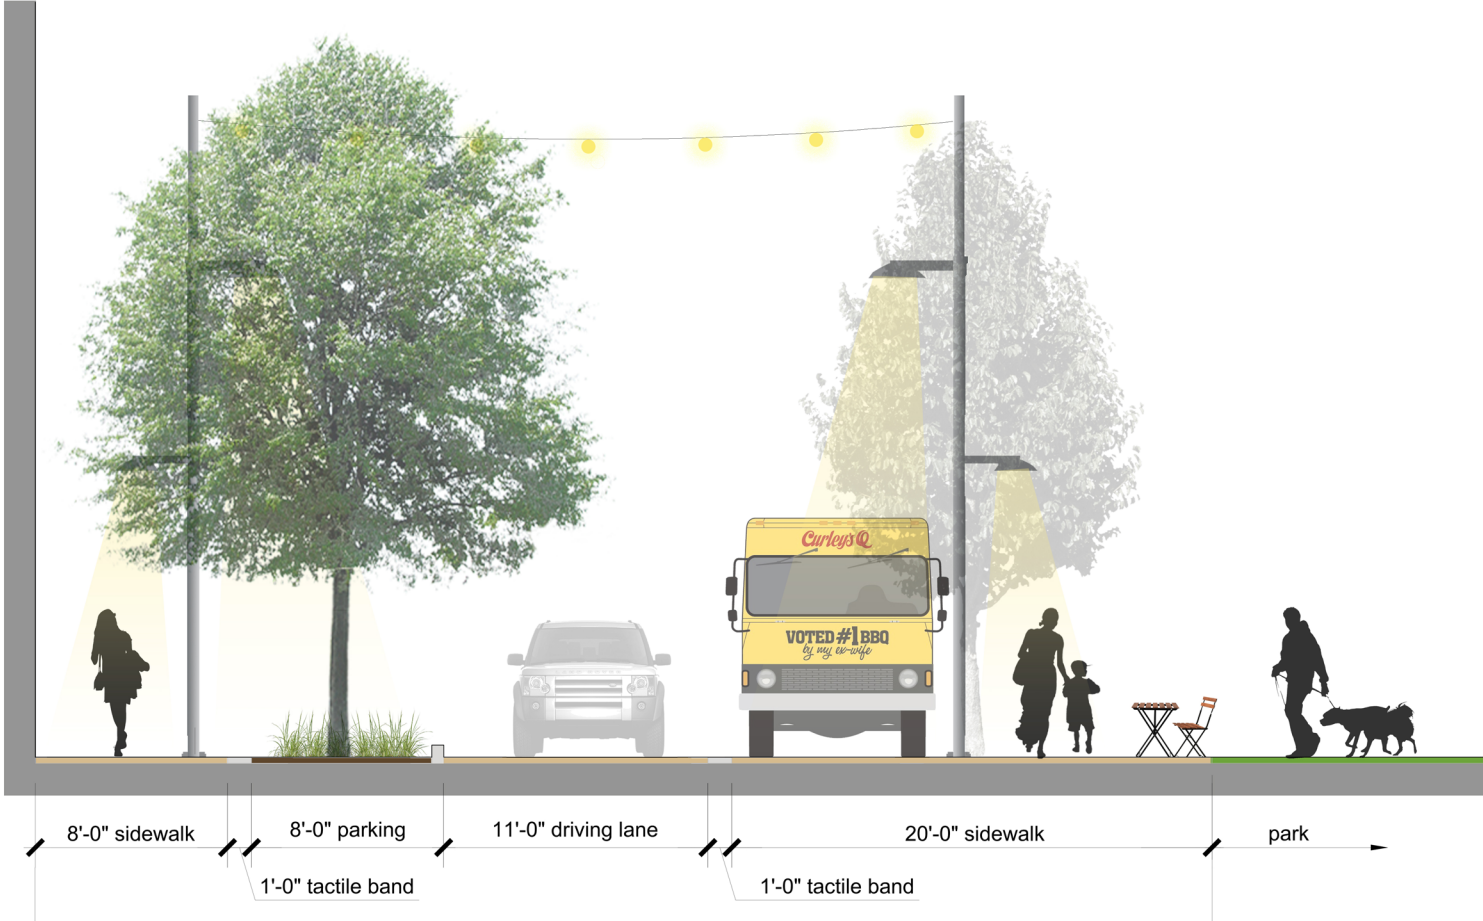 Curley's Q
VOTED #1 BBQ
by my ex-wife
8'-0" sidewalk
8'-0" parking
11'-0" driving lane
20'-0" sidewalk
park
1'-0" tactile band
1'-0" tactile band